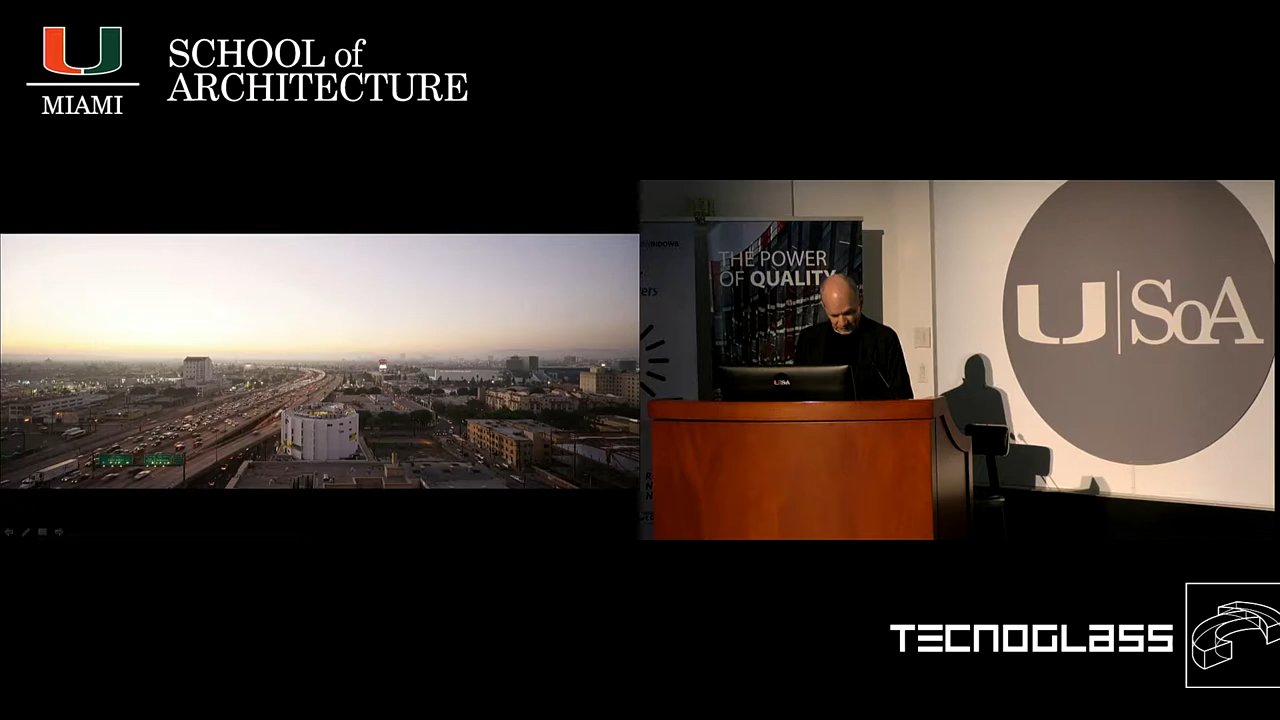 U
MIAMI
SCHOOL of
ARCHITECTURE
THE POWER
OF QUALITY
U SoA
TECNOGLASS